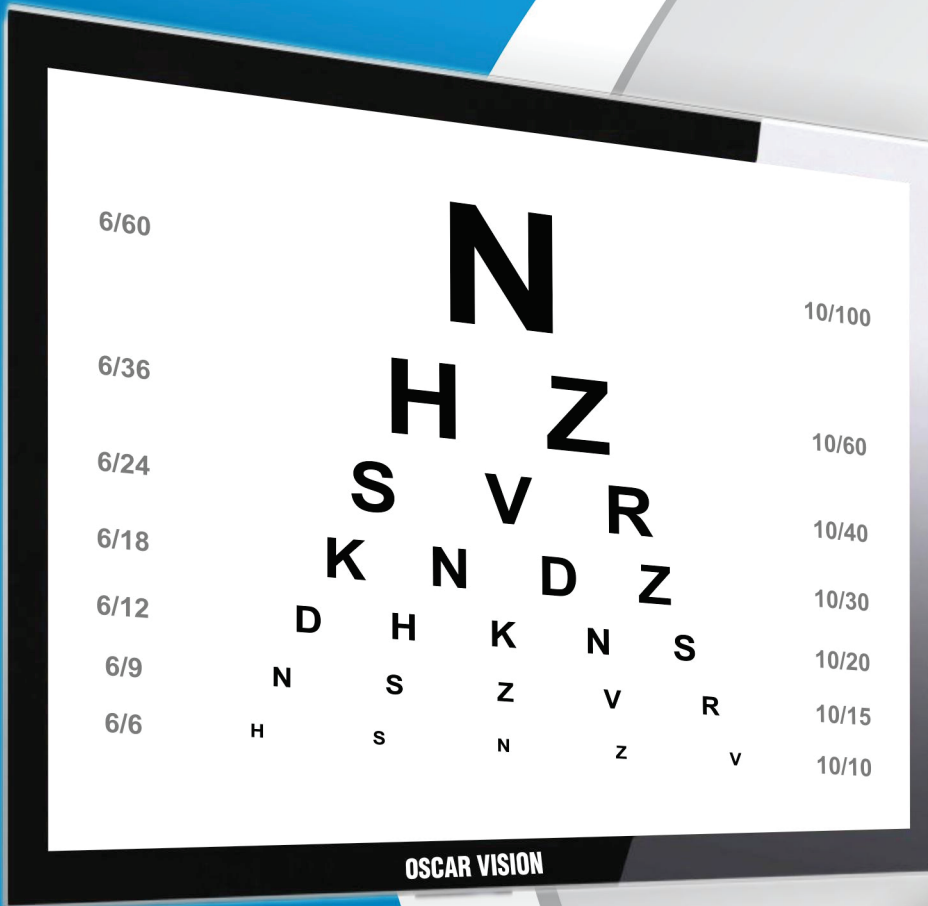 6/60 N 10/100
6/36 H Z 10/60
6/24 S V R 10/40
6/18 K N D Z 10/30
6/12 D H K N S 10/20
6/9 N S Z V R 10/15
6/6 H S N Z V 10/10
OSCAR VISION